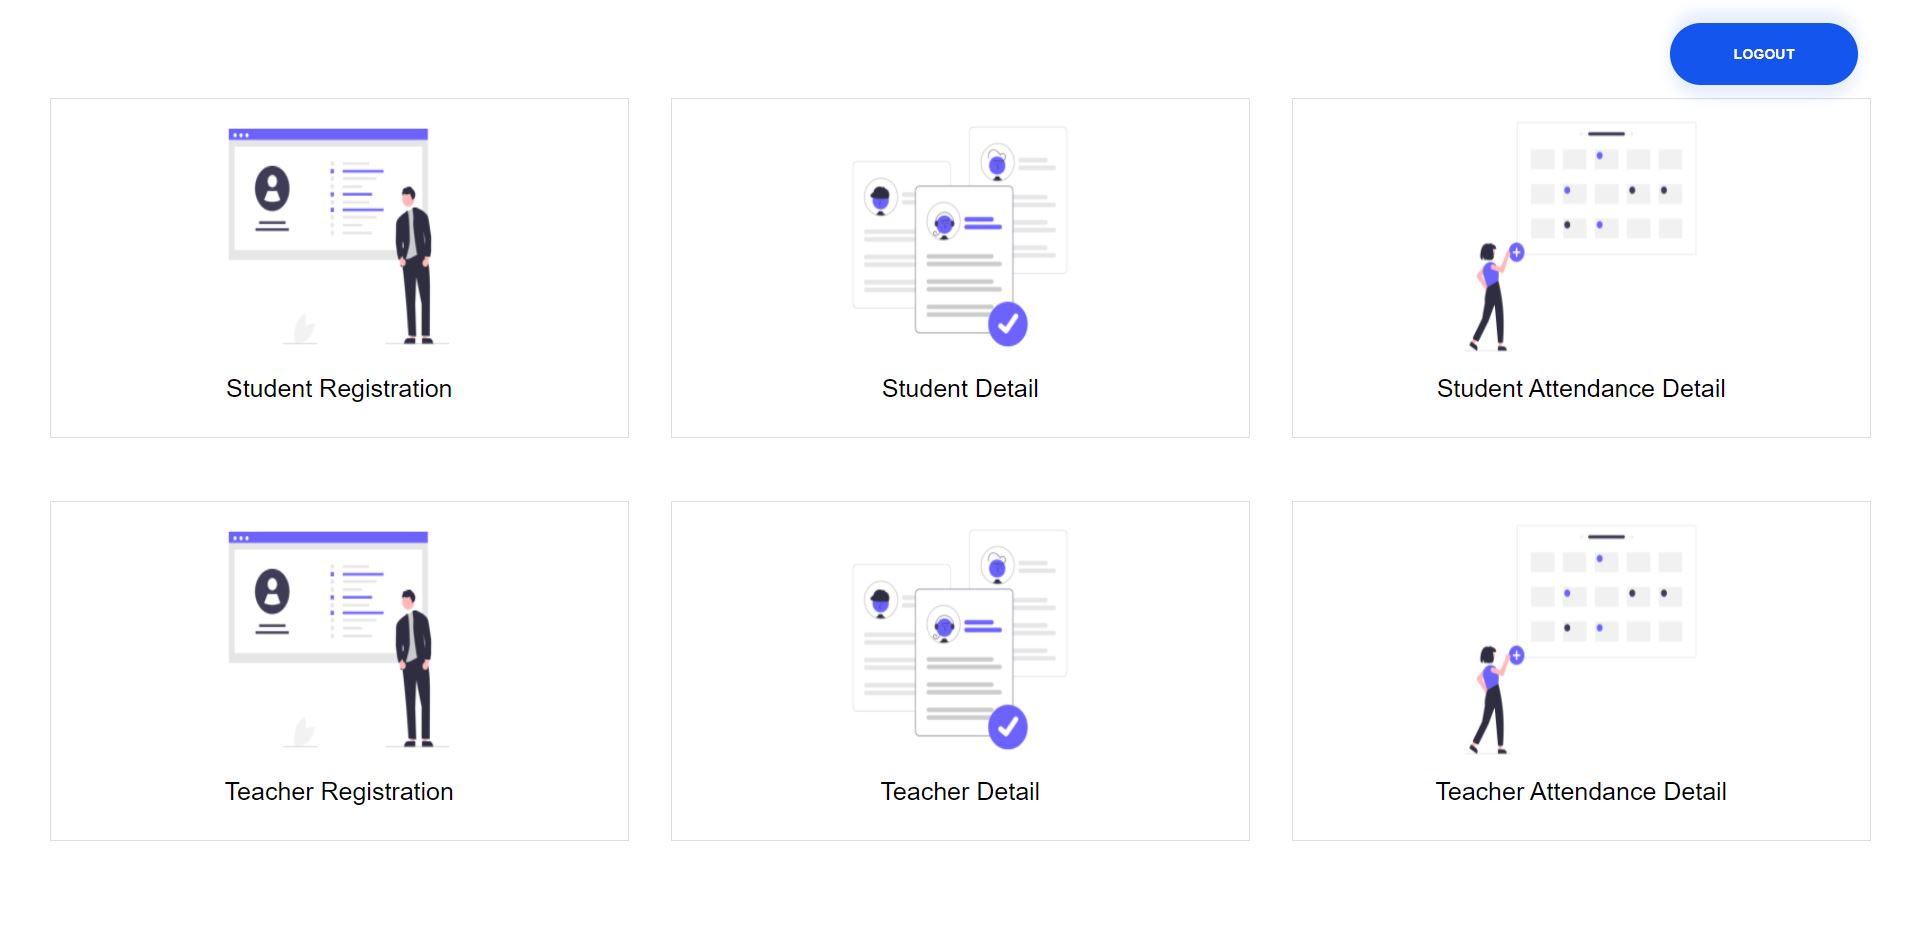 LOGOUT
Student Registration
Student Detail
Student Attendance Detail
Teacher Registration
Teacher Detail
Teacher Attendance Detail